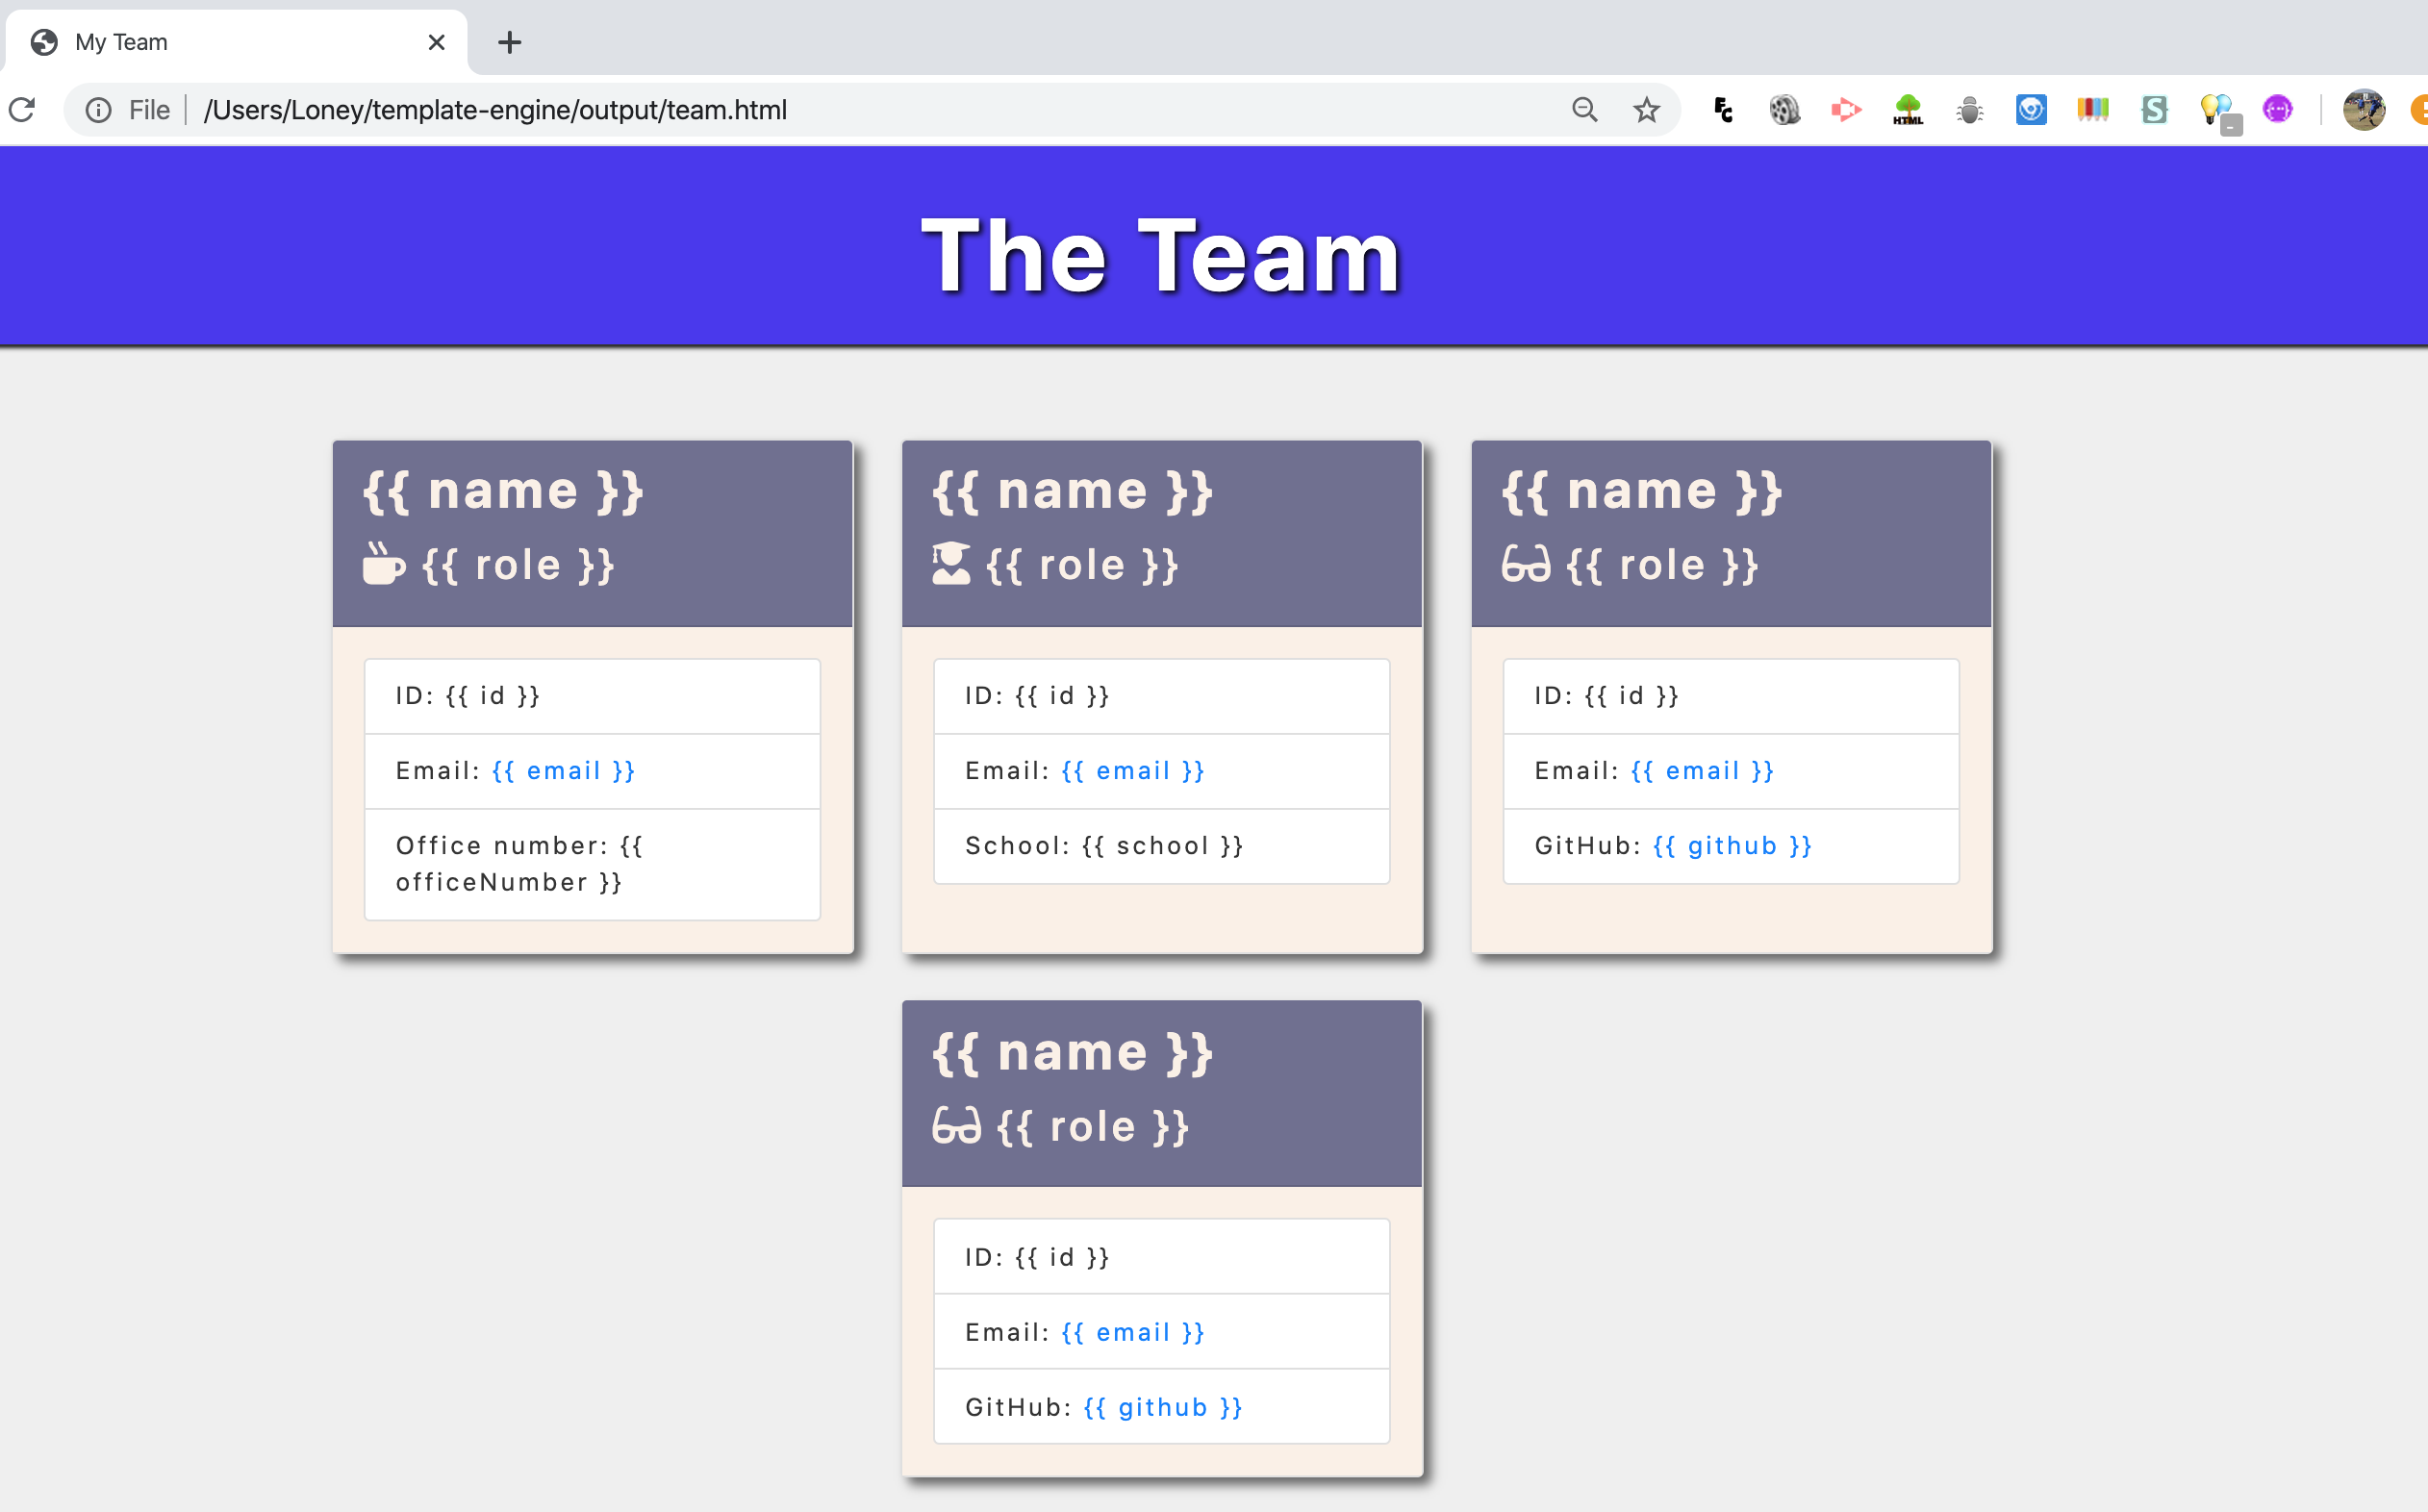 My Team
File
/Users/Loney/template-engine/output/team.html
FC
HTML
S
The Team
{{ name }}
{{ role }}
ID: {{ id }}
Email: {{ email }}
Office number: {{
officeNumber }}
{{ name }}
{{ role }}
ID: {{ id }}
Email: {{ email }}
School: {{ school }}
{{ name }}
{{ role }}
ID: {{ id }}
Email: {{ email }}
GitHub: {{ github }}
{{ name }}
{{ role }}
ID: {{ id }}
Email: {{ email }}
GitHub: {{ github }}